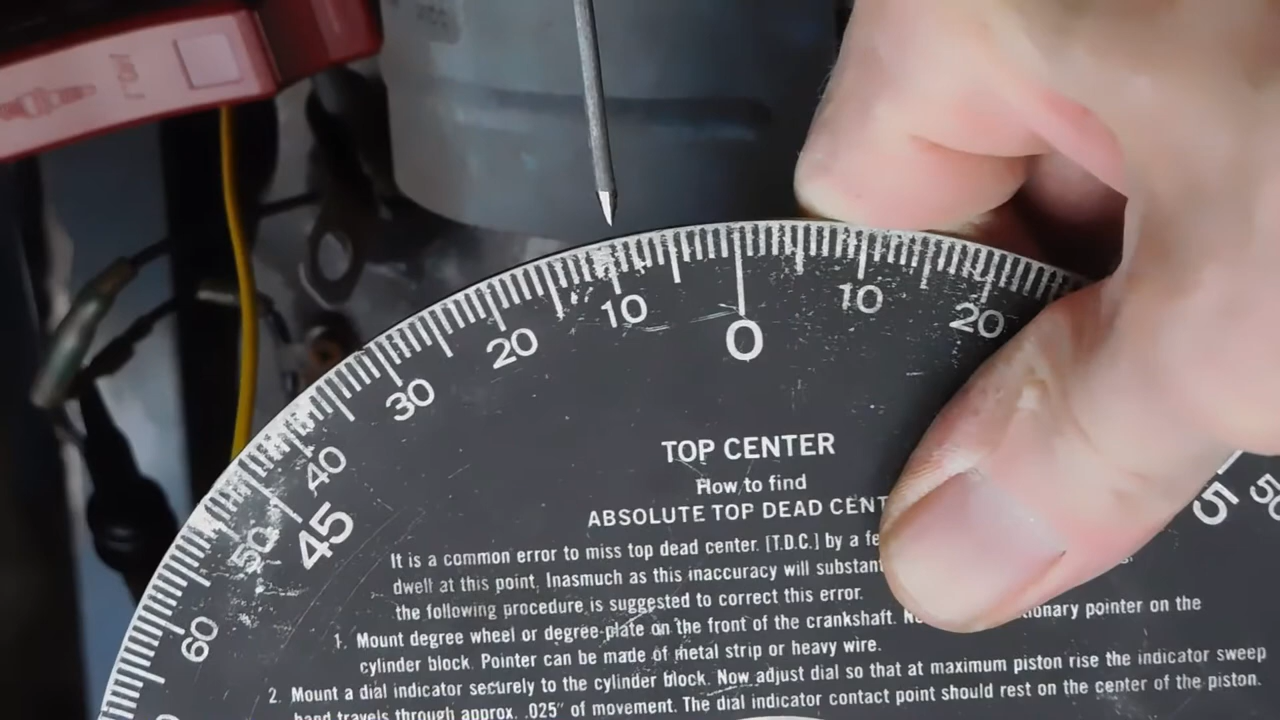 10 0 10 20
20
30
40
45
50
60
5 5
TOP CENTER
How to find
ABSOLUTE TOP DEAD CENT
It is a common error to miss top dead center. [T.D.C.] by a fe
dwell at this point, Inasmuch as this inaccuracy will substan
the following procedure is suggested to correct this error.
1. Mount degree wheel or degree-plate on the front of the crankshaft. pointer on the
cylinder block. Pointer can be made of metal strip or heavy wire.
2. Mount a dial indicator securely to the cylinder block. Now adjust dial so that at maximum piston rise the indicator sweep
hand travels through approx. .025" of movement. The dial indicator contact point should rest on the center of the piston.